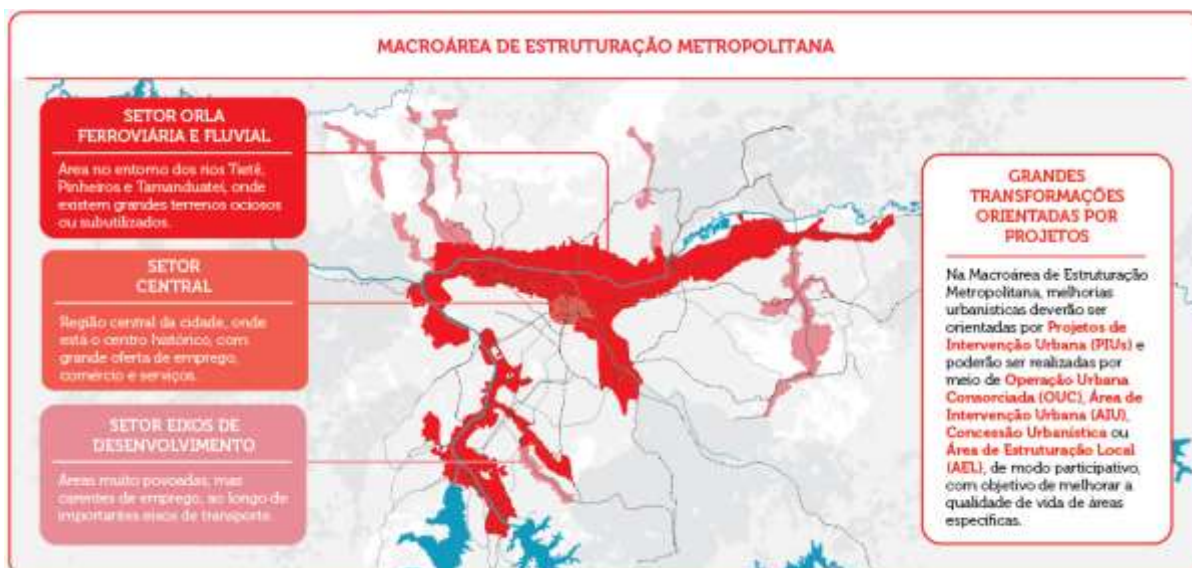 MACROÁREA DE ESTRUTURAÇÃO METROPOLITANA
SETOR ORLA
FERROVIÁRIA E FLUVIAL
Área no entorno dos rios Tietê,
Pinheiros e Tamanduateí, onde
existem grandes terrenos ociosos
ou subutilizados.
SETOR
CENTRAL
Região central da cidade, onde
está o centro histórico, com
grande oferta de emprego,
comércio e serviços.
SETOR EIXOS DE
DESENVOLVIMENTO
Áreas muito povoadas, mas
carentes de emprego, ao longo de
importantes eixos de transporte.
GRANDES
TRANSFORMAÇÕES
ORIENTADAS POR
PROJETOS
Na Macroárea de Estruturação
Metropolitana, melhorias
urbanísticas deverão ser
orientadas por Projetos de
Intervenção Urbana (PIUs) e
poderão ser realizadas por
meio de Operação Urbana
Consorciada (OUC), Área de
Intervenção Urbana (AIU),
Concessão Urbanística ou
Área de Estruturação Local
(AEL), de modo participativo,
com objetivo de melhorar a
qualidade de vida de áreas
específicas.